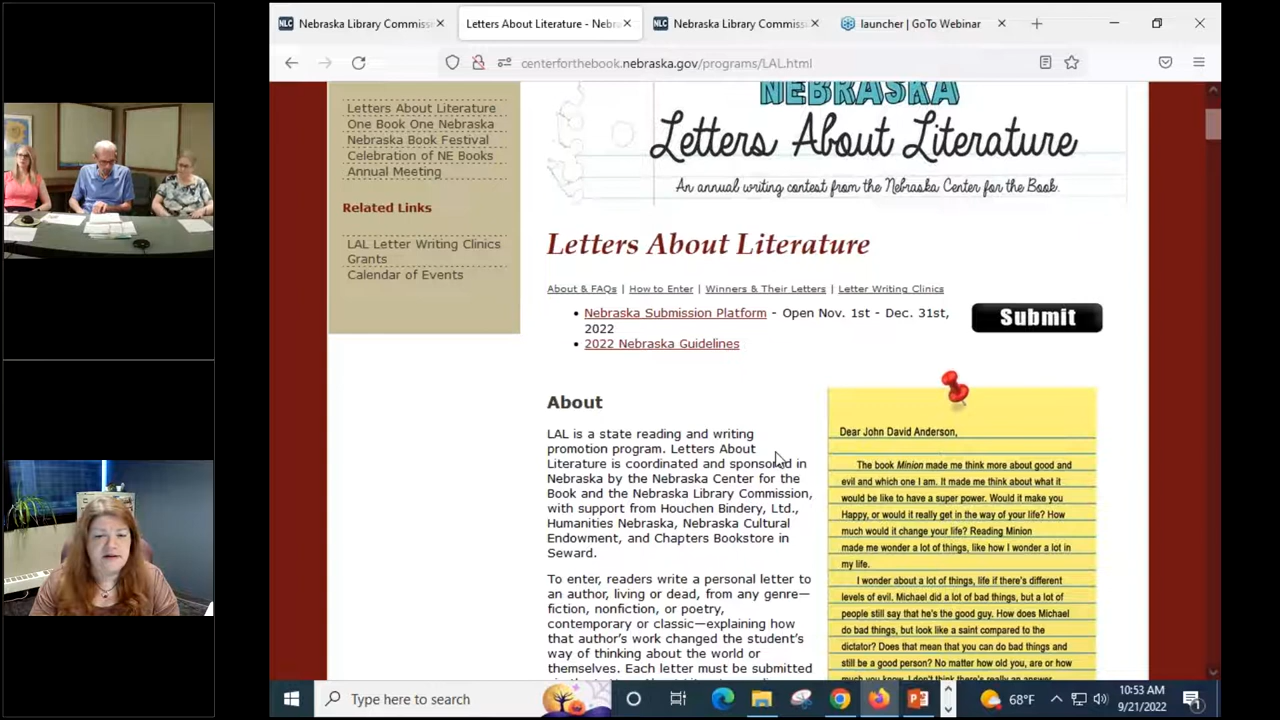 Nebraska Library Commiss
Letters About Literature - Nebra
Nebraska Library Commiss
launcher | GoTo Webinar
centerforthebook.nebraska.gov/programs/LAL.html
Letters About Literature
One Book One Nebraska
Nebraska Book Festival
Celebration of NE Books
Annual Meeting
Related Links
LAL Letter Writing Clinics
Grants
Calendar of Events
NEBRASKA
Letters About Literature
An annual writing contest from the Nebraska Center for the Book.
Letters About Literature
About & FAQs | How to Enter | Winners & Their Letters | Letter Writing Clinics
• Nebraska Submission Platform - Open Nov. 1st - Dec. 31st,
2022
• 2022 Nebraska Guidelines
Submit
About
LAL is a state reading and writing
promotion program. Letters About
Literature is coordinated and sponsored in
Nebraska by the Nebraska Center for the
Book and the Nebraska Library Commission,
with support from Houchen Bindery, Ltd.,
Humanities Nebraska, Nebraska Cultural
Endowment, and Chapters Bookstore in
Seward.
To enter, readers write a personal letter to
an author, living or dead, from any genre—
fiction, nonfiction, or poetry,
contemporary or classic—explaining how
that author's work changed the student's
way of thinking about the world or
themselves. Each letter must be submitted
Dear John David Anderson,
The book Minion made me think more about good and
evil and which one I am. It made me think about what it
would be like to have a super power. Would it make you
Happy, or would it really get in the way of your life? How
much would it change your life? Reading Minion
made me wonder a lot of things, like how I wonder a lot in
my life.
I wonder about a lot of things, life if there's different
levels of evil. Michael did a lot of bad things, but a lot of
people still say that he's the good guy. How does Michael
do bad things, but look like a saint compared to the
dictator? Does that mean that you can do bad things and
still be a good person? No matter how old you, are or how
Type here to search
68°F
10:53 AM
9/21/2022
1